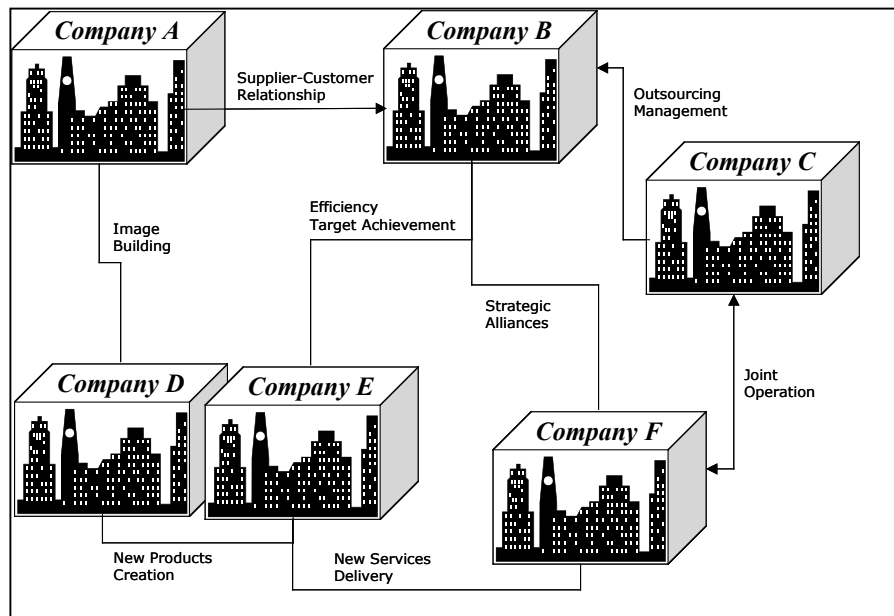 Company A
Company B
Supplier-Customer
Relationship
Outsourcing
Management
Company C
Image
Building
Efficiency
Target Achievement
Strategic
Alliances
Company D
Company E
Joint
Operation
Company F
New Products
Creation
New Services
Delivery